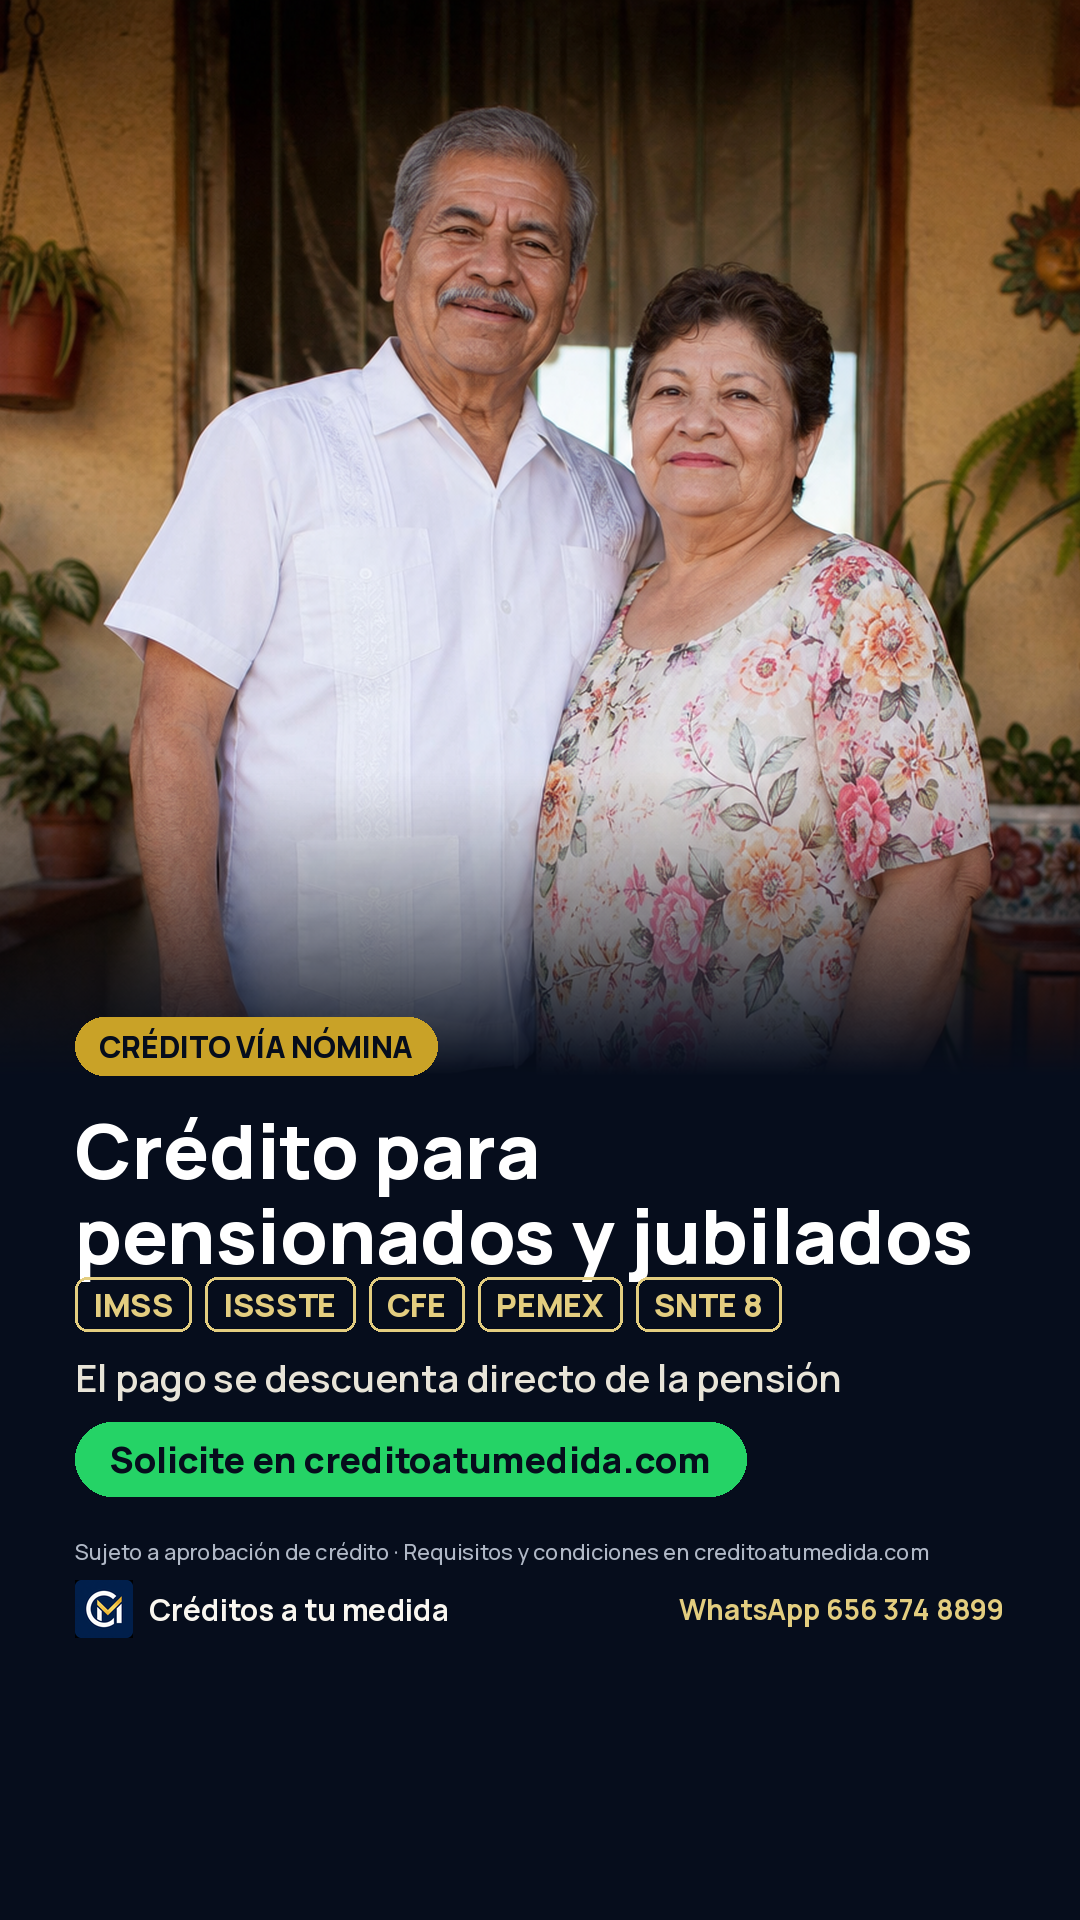 CRÉDITO VÍA NÓMINA
Crédito para
pensionados y jubilados
IMSS ISSSTE CFE PEMEX SNTE 8
El pago se descuenta directo de la pensión
Solicite en creditoatumedida.com
Sujeto a aprobación de crédito · Requisitos y condiciones en creditoatumedida.com
Créditos a tu medida WhatsApp 656 374 8899